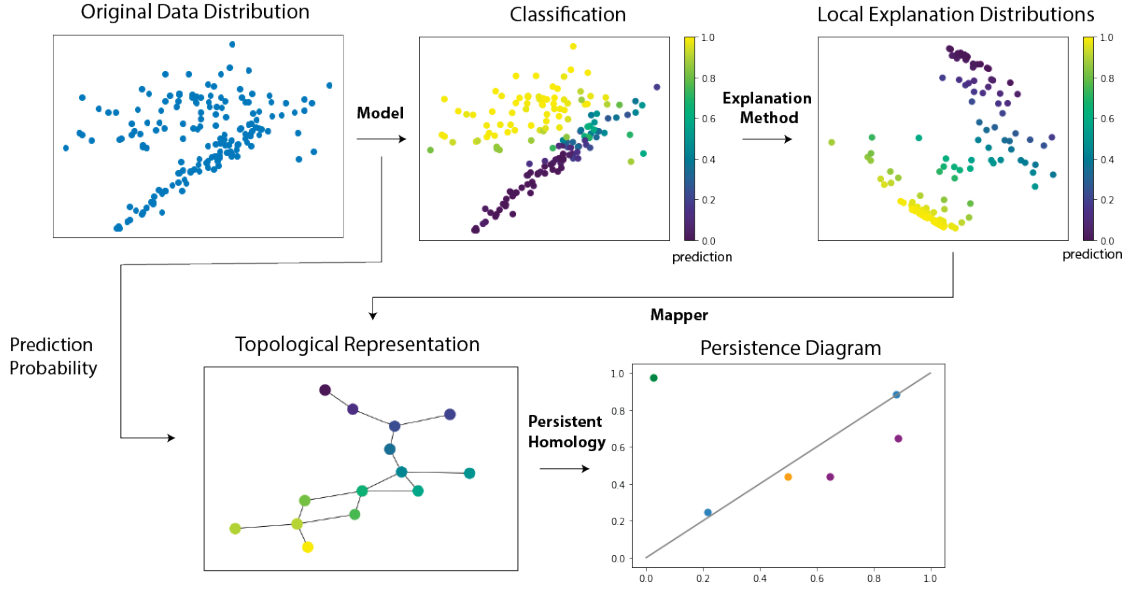 Original Data Distribution
Classification
Local Explanation Distributions
Model
1.0
0.8
0.6
0.4
0.2
0.0
prediction
Explanation
Method
1.0
0.8
0.6
0.4
0.2
0.0
prediction
Mapper
Prediction
Probability
Topological Representation
Persistent
Homology
Persistence Diagram
1.0
0.8
0.6
0.4
0.2
0.0
0.0 0.2 0.4 0.6 0.8 1.0